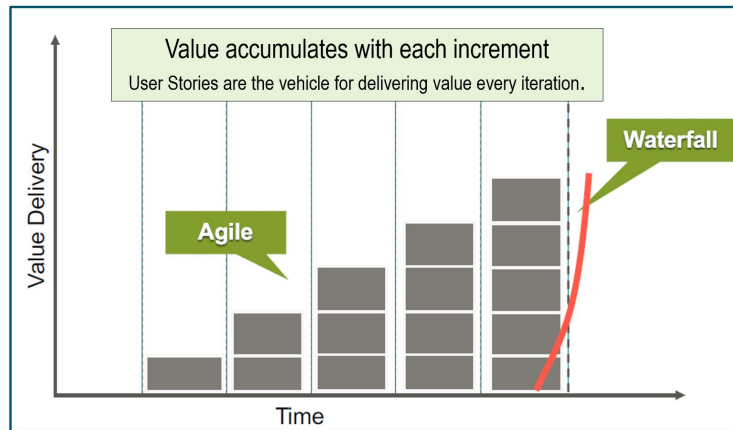 Value accumulates with each increment
User Stories are the vehicle for delivering value every iteration.
Waterfall
Agile
Value Delivery
Time